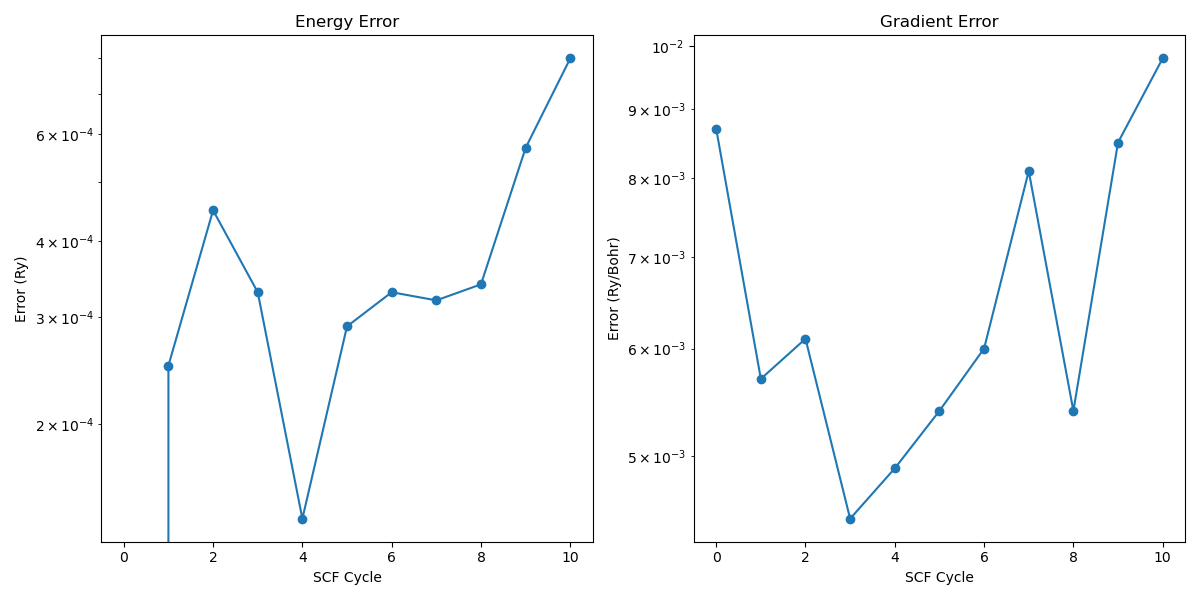 Energy Error
Error (Ry)
6 × 10⁻⁴
4 × 10⁻⁴
3 × 10⁻⁴
2 × 10⁻⁴
0 2 4 6 8 10
SCF Cycle
Gradient Error
Error (Ry/Bohr)
10⁻²
9 × 10⁻³
8 × 10⁻³
7 × 10⁻³
6 × 10⁻³
5 × 10⁻³
0 2 4 6 8 10
SCF Cycle